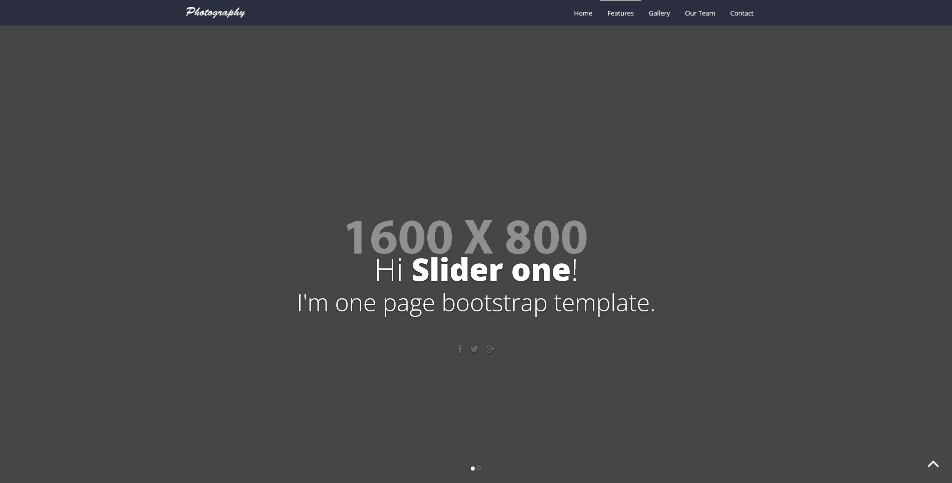 Photography
Home Features Gallery Our Team Contact
1600 X 800
Hi Slider one!
I'm one page bootstrap template.